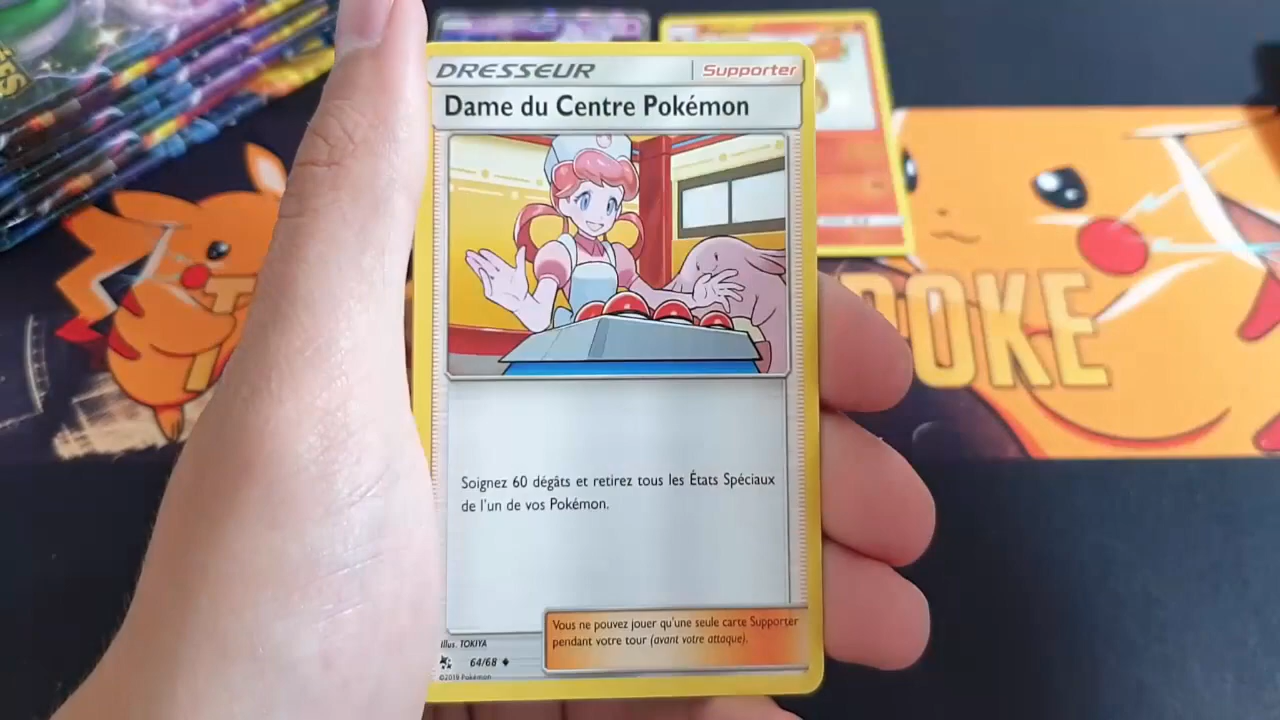 DRESSEUR
Supporter
Dame du Centre Pokémon
Soignez 60 dégâts et retirez tous les États Spéciaux
de l'un de vos Pokémon.
Vous ne pouvez jouer qu'une seule carte Supporter
pendant votre tour (avant votre attaque).
Illus. TOKIYA
64/68
©2019 Pokémon
POKE